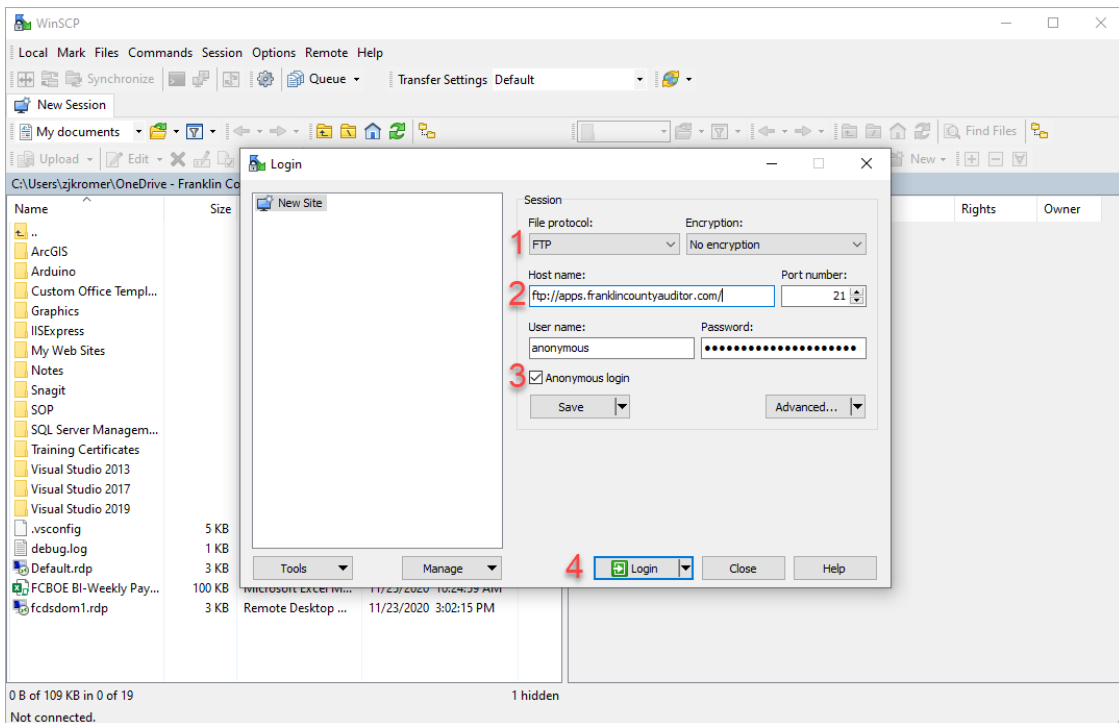 WinSCP
Local Mark Files Commands Session Options Remote Help
Synchronize Queue Transfer Settings Default
New Session
My documents Find Files
Upload Edit New
C:\Users\zjkromer\OneDrive - Franklin Co
Name Size Rights Owner
..
ArcGIS
Arduino
Custom Office Templ...
Graphics
IISExpress
My Web Sites
Notes
Snagit
SOP
SQL Server Managem...
Training Certificates
Visual Studio 2013
Visual Studio 2017
Visual Studio 2019
.vsconfig 5 KB
debug.log 1 KB
Default.rdp 3 KB
FCBOE BI-Weekly Pay... 100 KB Microsoft Excel M... 11/23/2020 10:24:59 AM
fcdsdom1.rdp 3 KB Remote Desktop ... 11/23/2020 3:02:15 PM
Login
New Site
Session
File protocol: Encryption:
1 FTP No encryption
Host name: Port number:
2 ftp://apps.franklincountyauditor.com/ 21
User name: Password:
anonymous
3 Anonymous login
Save Advanced...
Tools Manage 4 Login Close Help
0 B of 109 KB in 0 of 19 1 hidden
Not connected.